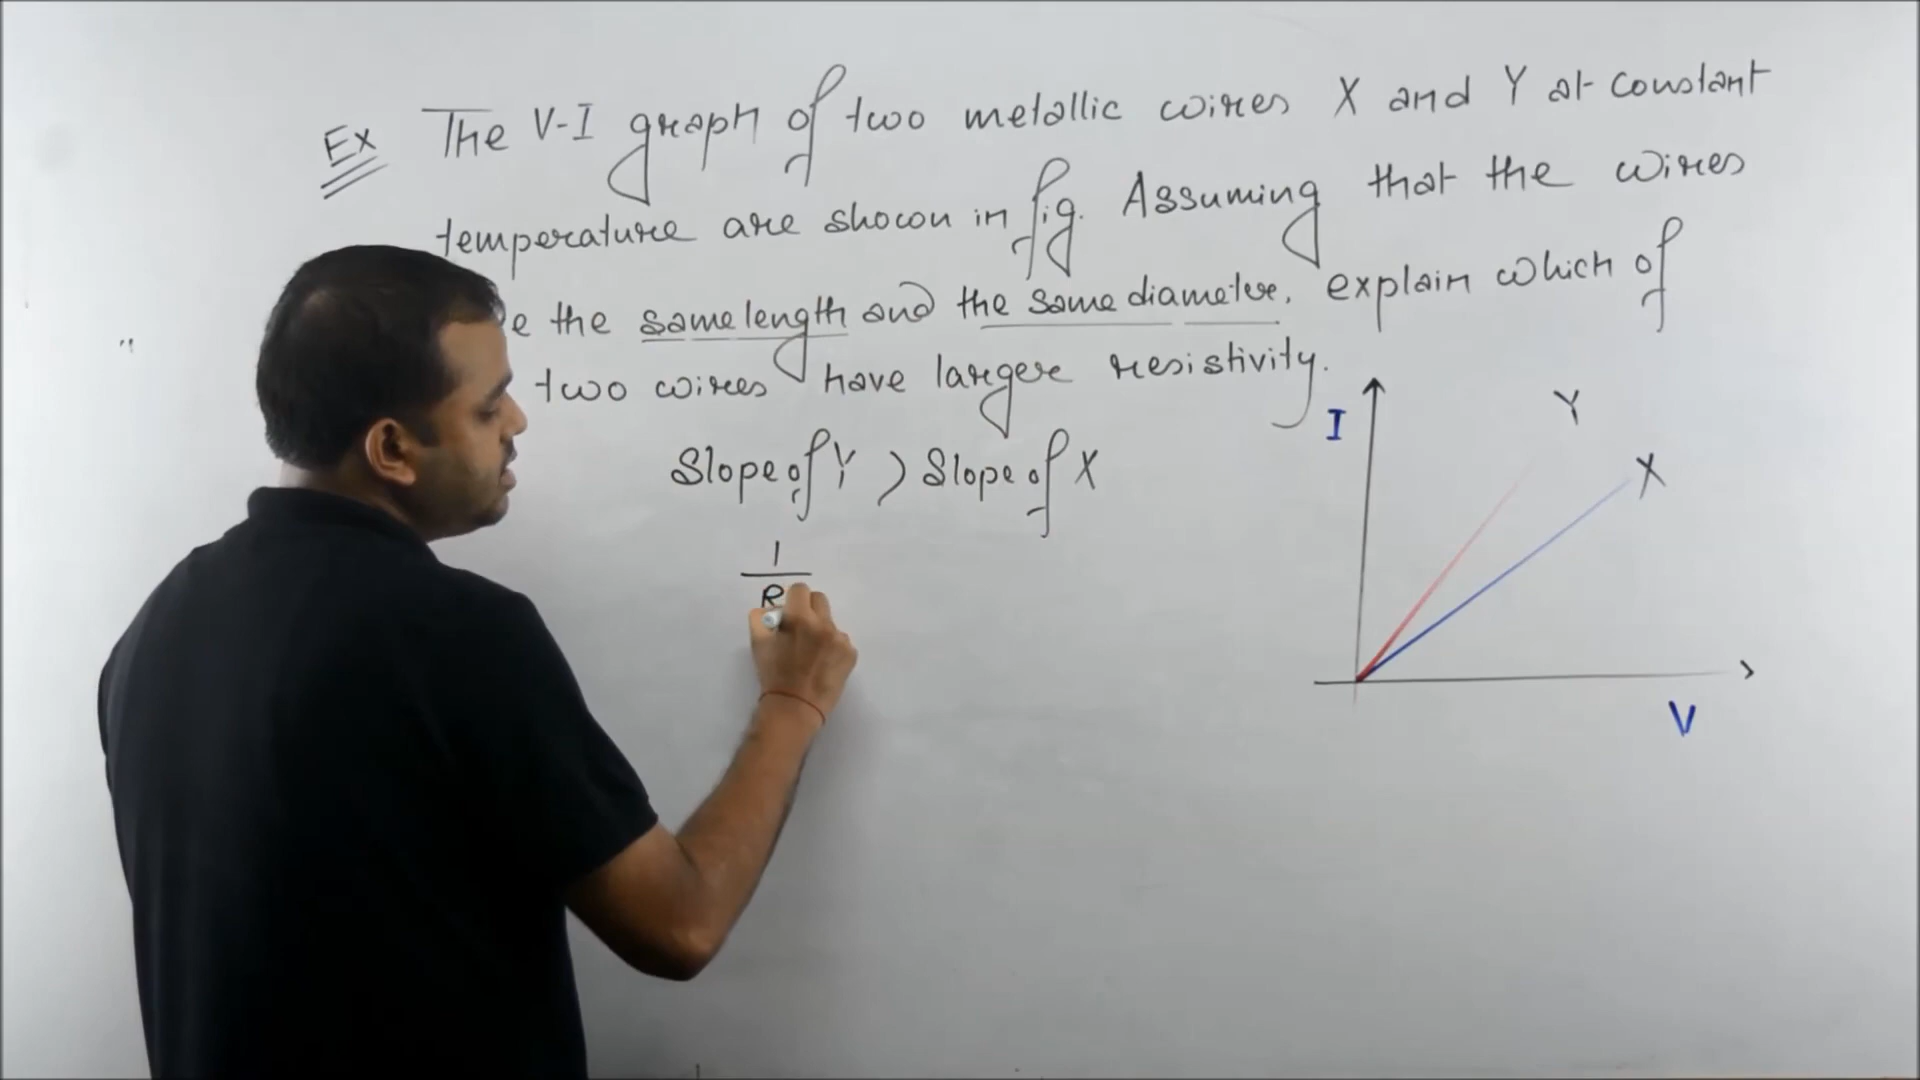 Ex The V-I graph of two metallic wires X and Y at constant
temperature are shown in fig. Assuming that the wires
the same length and the same diameter, explain which of
two wires have larger resistivity.
Slope of Y > Slope of X
1
R
I
Y
X
V